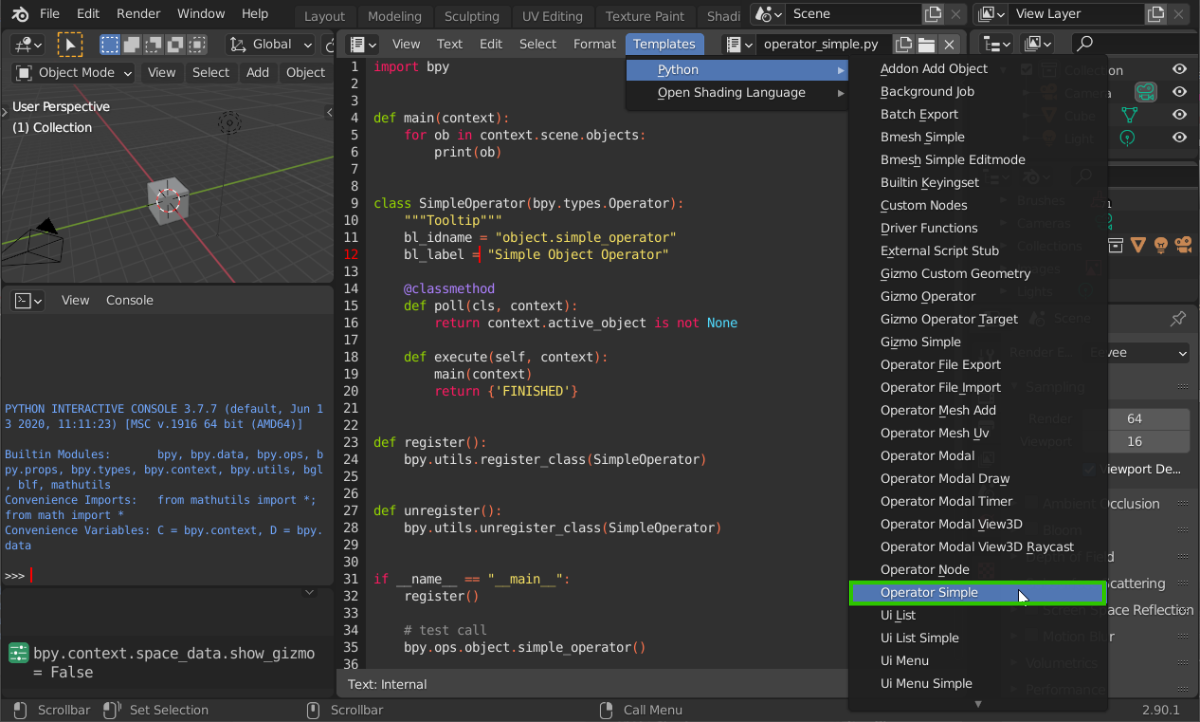 File Edit Render Window Help Layout Modeling Sculpting UV Editing Texture Paint Shadi Scene View Layer
Global View Text Edit Select Format Templates operator_simple.py
Object Mode View Select Add Object
User Perspective
(1) Collection
View Console
PYTHON INTERACTIVE CONSOLE 3.7.7 (default, Jun 1
3 2020, 11:11:23) [MSC v.1916 64 bit (AMD64)]
Builtin Modules: bpy, bpy.data, bpy.ops, b
py.props, bpy.types, bpy.context, bpy.utils, bgl
, blf, mathutils
Convenience Imports: from mathutils import *;
from math import *
Convenience Variables: C = bpy.context, D = bpy.
data
>>>
bpy.context.space_data.show_gizmo
= False
1 import bpy
2
3
4 def main(context):
5 for ob in context.scene.objects:
6 print(ob)
7
8
9 class SimpleOperator(bpy.types.Operator):
10 """Tooltip"""
11 bl_idname = "object.simple_operator"
12 bl_label = "Simple Object Operator"
13
14 @classmethod
15 def poll(cls, context):
16 return context.active_object is not None
17
18 def execute(self, context):
19 main(context)
20 return {'FINISHED'}
21
22
23 def register():
24 bpy.utils.register_class(SimpleOperator)
25
26
27 def unregister():
28 bpy.utils.unregister_class(SimpleOperator)
29
30
31 if __name__ == "__main__":
32 register()
33
34 # test call
35 bpy.ops.object.simple_operator()
36
Text: Internal
Python
Open Shading Language
Addon Add Object
Background Job
Batch Export
Bmesh Simple
Bmesh Simple Editmode
Builtin Keyingset
Custom Nodes
Driver Functions
External Script Stub
Gizmo Custom Geometry
Gizmo Operator
Gizmo Operator Target
Gizmo Simple
Operator File Export
Operator File Import
Operator Mesh Add
Operator Mesh Uv
Operator Modal
Operator Modal Draw
Operator Modal Timer
Operator Modal View3D
Operator Modal View3D Raycast
Operator Node
Operator Simple
Ui List
Ui List Simple
Ui Menu
Ui Menu Simple
Collection
Camera
Cube
Light
Brushes
Cameras
Collections
Lights
Scene
Render E... Eevee
Sampling
Render 64
Viewport 16
Viewport De...
Ambient Occlusion
Bloom
Depth of Field
Scattering
Screen Space Reflection
Motion Blur
Volumetrics
Performance
Scrollbar Set Selection Scrollbar Call Menu 2.90.1